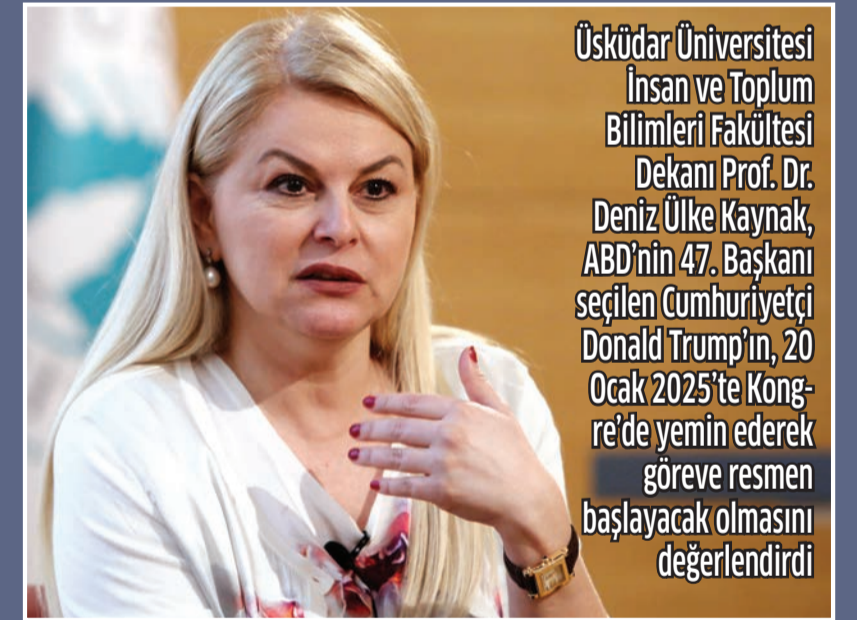 Üsküdar Üniversitesi
İnsan ve Toplum
Bilimleri Fakültesi
Dekanı Prof. Dr.
Deniz Ülke Kaynak,
ABD’nin 47. Başkanı
seçilen Cumhuriyetçi
Donald Trump’ın, 20
Ocak 2025’te Kong-
re’de yemin ederek
göreve resmen
başlayacak olmasını
değerlendirdi